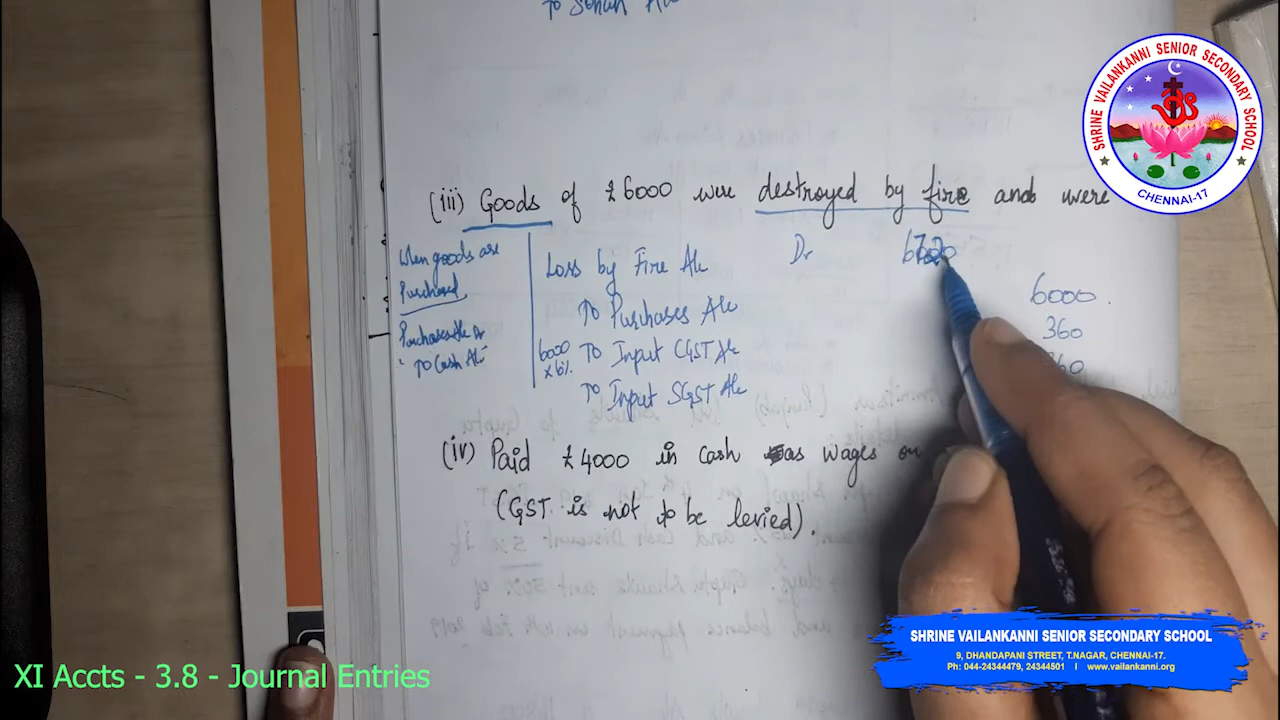 To
(iii) Goods of ₹6000 were destroyed by fire and were
When goods are
Purchased
Purchases A/c Dr
To Cash A/c
Loss by Fire A/c Dr 6720
To Purchases A/c
6000 x 6%
To Input CGST A/c
To Input SGST A/c
6000
360
(iv) Paid ₹4000 in cash as wages on
(GST is not to be levied).
SHRINE VAILANKANNI SENIOR SECONDARY SCHOOL
CHENNAI-17
SHRINE VAILANKANNI SENIOR SECONDARY SCHOOL
9, DHANDAPANI STREET, T.NAGAR, CHENNAI-17.
Ph: 044-24344479, 24344501 I www.vailankanni.org
XI Accts - 3.8 - Journal Entries